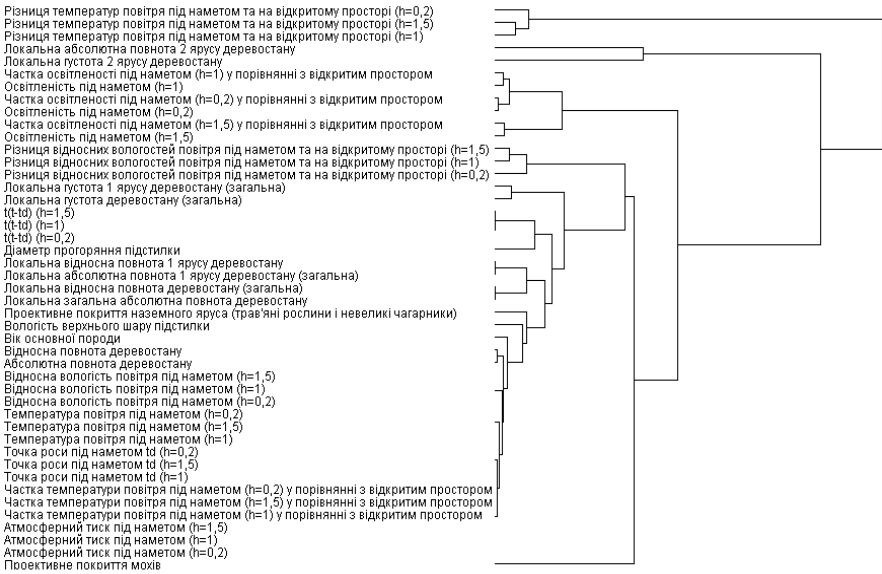 Різниця температур повітря під наметом та на відкритому просторі (h=0,2)
Різниця температур повітря під наметом та на відкритому просторі (h=1,5)
Різниця температур повітря під наметом та на відкритому просторі (h=1)
Локальна абсолютна повнота 2 ярусу деревостану
Локальна густота 2 ярусу деревостану
Частка освітленості під наметом (h=1) у порівнянні з відкритим простором
Освітленість під наметом (h=1)
Частка освітленості під наметом (h=0,2) у порівнянні з відкритим простором
Освітленість під наметом (h=0,2)
Частка освітленості під наметом (h=1,5) у порівнянні з відкритим простором
Освітленість під наметом (h=1,5)
Різниця відносних вологостей повітря під наметом та на відкритому просторі (h=1,5)
Різниця відносних вологостей повітря під наметом та на відкритому просторі (h=1)
Різниця відносних вологостей повітря під наметом та на відкритому просторі (h=0,2)
Локальна густота 1 ярусу деревостану (загальна)
Локальна густота деревостану (загальна)
t(t-td) (h=1,5)
t(t-td) (h=1)
t(t-td) (h=0,2)
Діаметр прогоряння підстилки
Локальна відносна повнота 1 ярусу деревостану
Локальна абсолютна повнота 1 ярусу деревостану (загальна)
Локальна відносна повнота деревостану (загальна)
Локальна загальна абсолютна повнота деревостану
Проективне покриття наземного яруса (трав'яні рослини і невеликі чагарники)
Вологість верхнього шару підстилки
Вік основної породи
Відносна повнота деревостану
Абсолютна повнота деревостану
Відносна вологість повітря під наметом (h=1,5)
Відносна вологість повітря під наметом (h=1)
Відносна вологість повітря під наметом (h=0,2)
Температура повітря під наметом (h=0,2)
Температура повітря під наметом (h=1,5)
Температура повітря під наметом (h=1)
Точка роси під наметом td (h=0,2)
Точка роси під наметом td (h=1,5)
Точка роси під наметом td (h=1)
Частка температури повітря під наметом (h=0,2) у порівнянні з відкритим простором
Частка температури повітря під наметом (h=1,5) у порівнянні з відкритим простором
Частка температури повітря під наметом (h=1) у порівнянні з відкритим простором
Атмосферний тиск під наметом (h=1,5)
Атмосферний тиск під наметом (h=1)
Атмосферний тиск під наметом (h=0,2)
Проективне покриття мохів